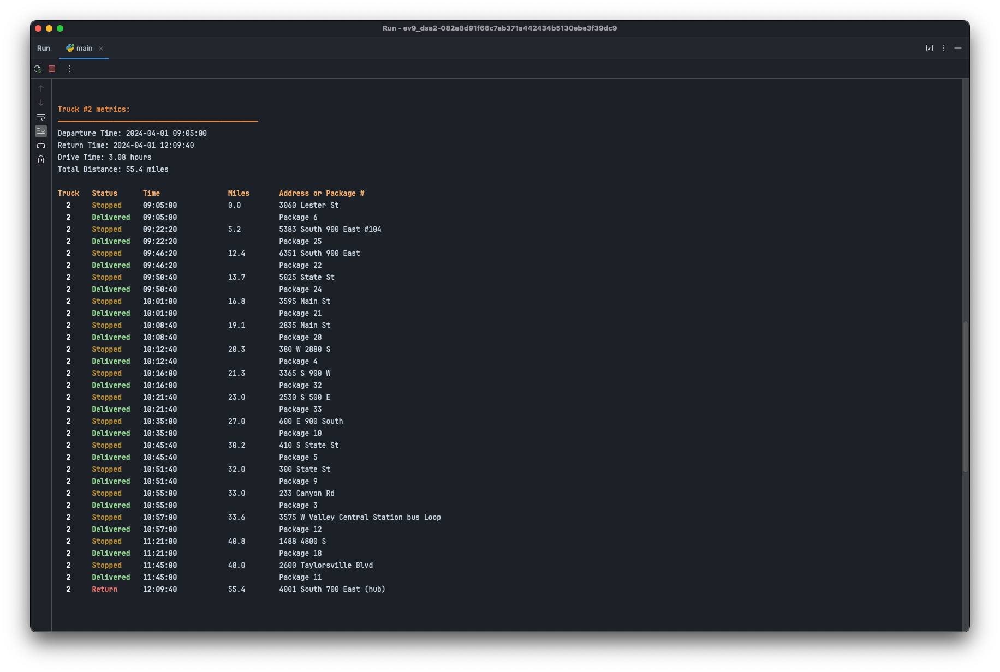 Run - ev9_dsa2-082a8d91f66c7ab371a442434b5130ebe3f39dc9
Run main
Truck #2 metrics:
Departure Time: 2024-04-01 09:05:00
Return Time: 2024-04-01 12:09:40
Drive Time: 3.08 hours
Total Distance: 55.4 miles
Truck Status Time Miles Address or Package #
2 Stopped 09:05:00 0.0 3060 Lester St
2 Delivered 09:05:00 Package 6
2 Stopped 09:22:20 5.2 5383 South 900 East #104
2 Delivered 09:22:20 Package 25
2 Stopped 09:46:20 12.4 6351 South 900 East
2 Delivered 09:46:20 Package 22
2 Stopped 09:50:40 13.7 5025 State St
2 Delivered 09:50:40 Package 24
2 Stopped 10:01:00 16.8 3595 Main St
2 Delivered 10:01:00 Package 21
2 Stopped 10:08:40 19.1 2835 Main St
2 Delivered 10:08:40 Package 28
2 Stopped 10:12:40 20.3 380 W 2880 S
2 Delivered 10:12:40 Package 4
2 Stopped 10:16:00 21.3 3365 S 900 W
2 Delivered 10:16:00 Package 32
2 Stopped 10:21:40 23.0 2530 S 500 E
2 Delivered 10:21:40 Package 33
2 Stopped 10:35:00 27.0 600 E 900 South
2 Delivered 10:35:00 Package 10
2 Stopped 10:45:40 30.2 410 S State St
2 Delivered 10:45:40 Package 5
2 Stopped 10:51:40 32.0 300 State St
2 Delivered 10:51:40 Package 9
2 Stopped 10:55:00 33.0 233 Canyon Rd
2 Delivered 10:55:00 Package 3
2 Stopped 10:57:00 33.6 3575 W Valley Central Station bus Loop
2 Delivered 10:57:00 Package 12
2 Stopped 11:21:00 40.8 1488 4800 S
2 Delivered 11:21:00 Package 18
2 Stopped 11:45:00 48.0 2600 Taylorsville Blvd
2 Delivered 11:45:00 Package 11
2 Return 12:09:40 55.4 4001 South 700 East (hub)